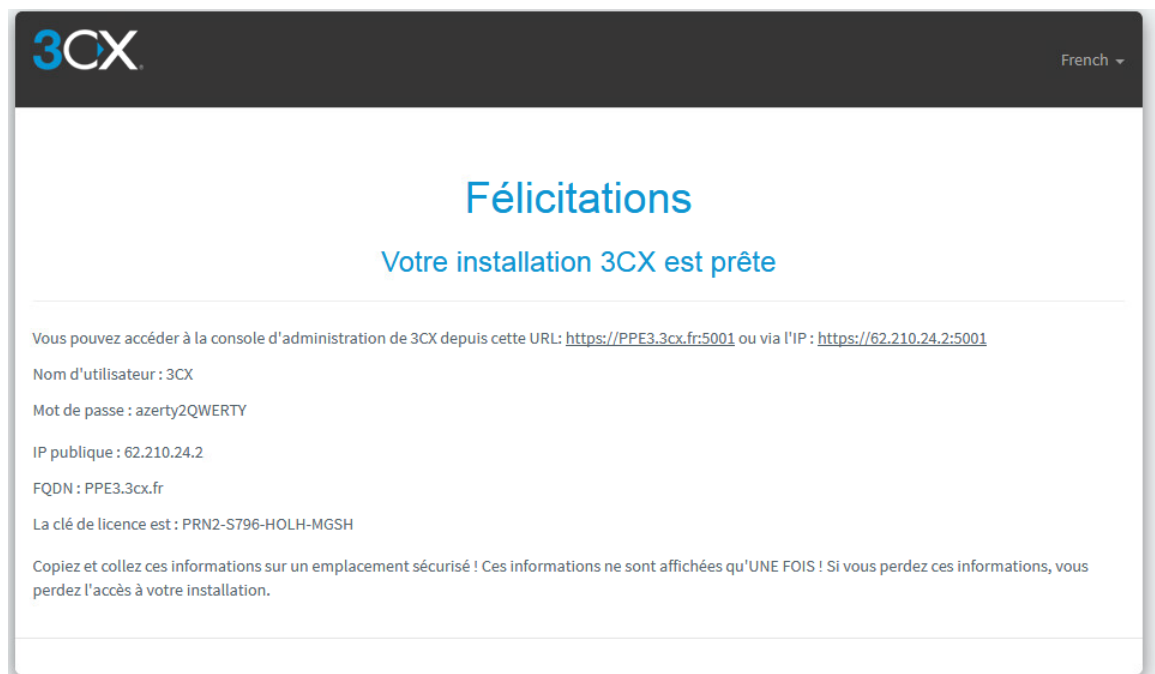 3CX.
French
Félicitations
Votre installation 3CX est prête
Vous pouvez accéder à la console d'administration de 3CX depuis cette URL: https://PPE3.3cx.fr:5001 ou via l'IP : https://62.210.24.2:5001
Nom d'utilisateur : 3CX
Mot de passe : azerty2QWERTY
IP publique : 62.210.24.2
FQDN : PPE3.3cx.fr
La clé de licence est : PRN2-S796-HOLH-MGSH
Copiez et collez ces informations sur un emplacement sécurisé ! Ces informations ne sont affichées qu'UNE FOIS ! Si vous perdez ces informations, vous
perdez l'accès à votre installation.